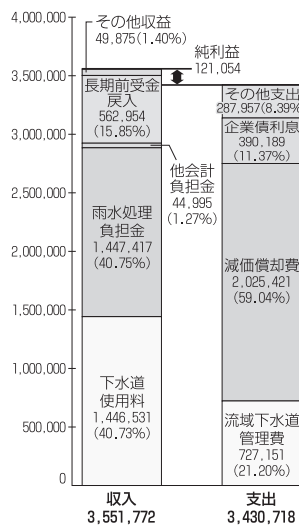 4,000,000
3,500,000
3,000,000
2,500,000
2,000,000
1,500,000
1,000,000
500,000
0
その他収益
49,875(1.40%)
純利益
121,054
長期前受金
戻入
562,954
(15.85%)
他会計
負担金
44,995
(1.27%)
雨水処理
負担金
1,447,417
(40.75%)
下水道
使用料
1,446,531
(40.73%)
収入
3,551,772
その他支出
287,957(8.39%)
企業債利息
390,189
(11.37%)
減価償却費
2,025,421
(59.04%)
流域下水道
管理費
727,151
(21.20%)
支出
3,430,718